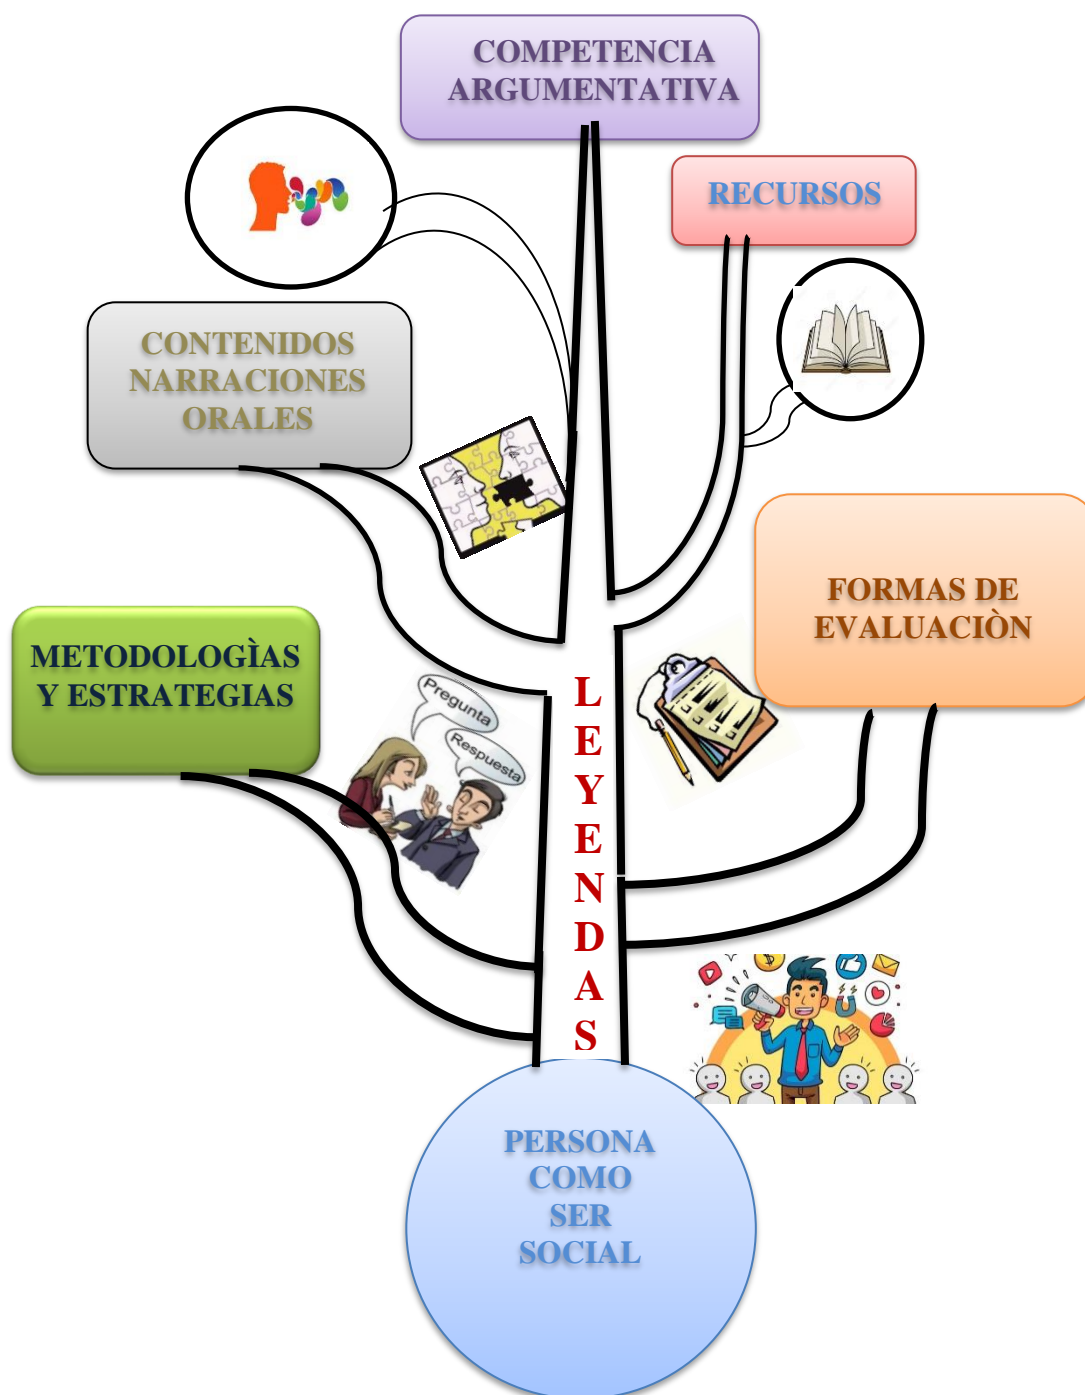 COMPETENCIA
ARGUMENTATIVA
RECURSOS
CONTENIDOS
NARRACIONES
ORALES
FORMAS DE
EVALUACIÒN
METODOLOGÌAS
Y ESTRATEGIAS
Pregunta
Respuesta
L
E
Y
E
N
D
A
S
PERSONA
COMO
SER
SOCIAL